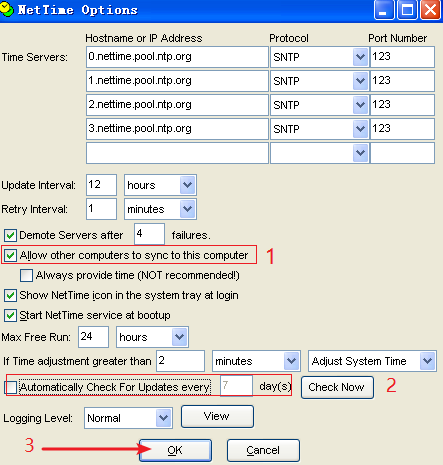 NetTime Options
Hostname or IP Address Protocol Port Number
Time Servers: 0.nettime.pool.ntp.org SNTP 123
1.nettime.pool.ntp.org SNTP 123
2.nettime.pool.ntp.org SNTP 123
3.nettime.pool.ntp.org SNTP 123
Update Interval: 12 hours
Retry Interval: 1 minutes
Demote Servers after 4 failures.
Allow other computers to sync to this computer 1
Always provide time (NOT recommended!)
Show NetTime icon in the system tray at login
Start NetTime service at bootup
Max Free Run: 24 hours
If Time adjustment greater than 2 minutes Adjust System Time
Automatically Check For Updates every 7 day(s) Check Now 2
Logging Level: Normal View
3 OK Cancel